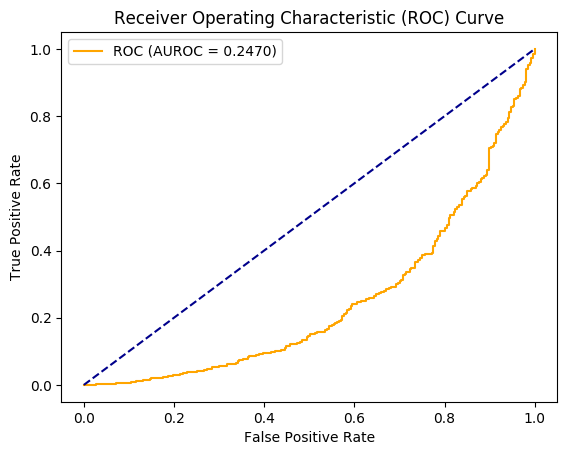 Receiver Operating Characteristic (ROC) Curve
ROC (AUROC = 0.2470)
True Positive Rate
1.0
0.8
0.6
0.4
0.2
0.0
0.0 0.2 0.4 0.6 0.8 1.0
False Positive Rate